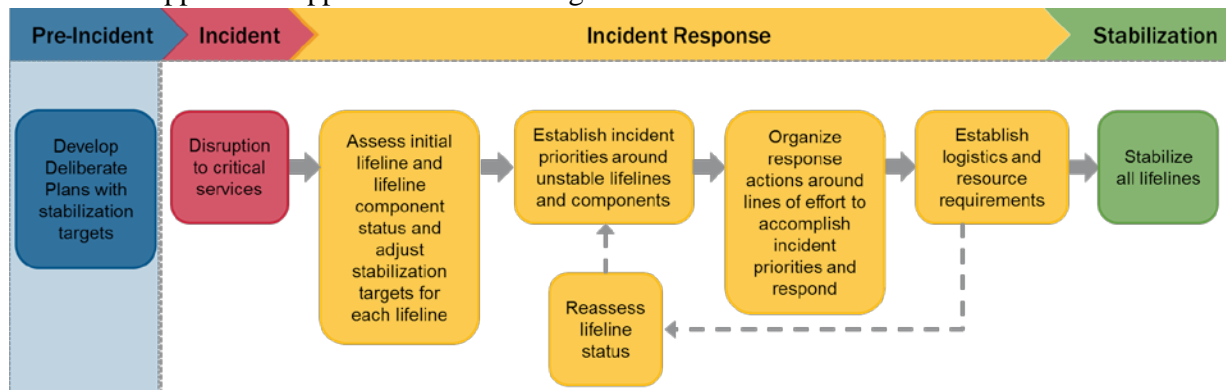 Pre-Incident
Incident
Incident Response
Stabilization
Develop
Deliberate
Plans with
stabilization
targets
Disruption
to critical
services
Assess initial
lifeline and
lifeline
component
status and
adjust
stabilization
targets for
each lifeline
Establish incident
priorities around
unstable lifelines
and components
Reassess
lifeline
status
Organize
response
actions around
lines of effort to
accomplish
incident
priorities and
respond
Establish
logistics and
resource
requirements
Stabilize
all lifelines